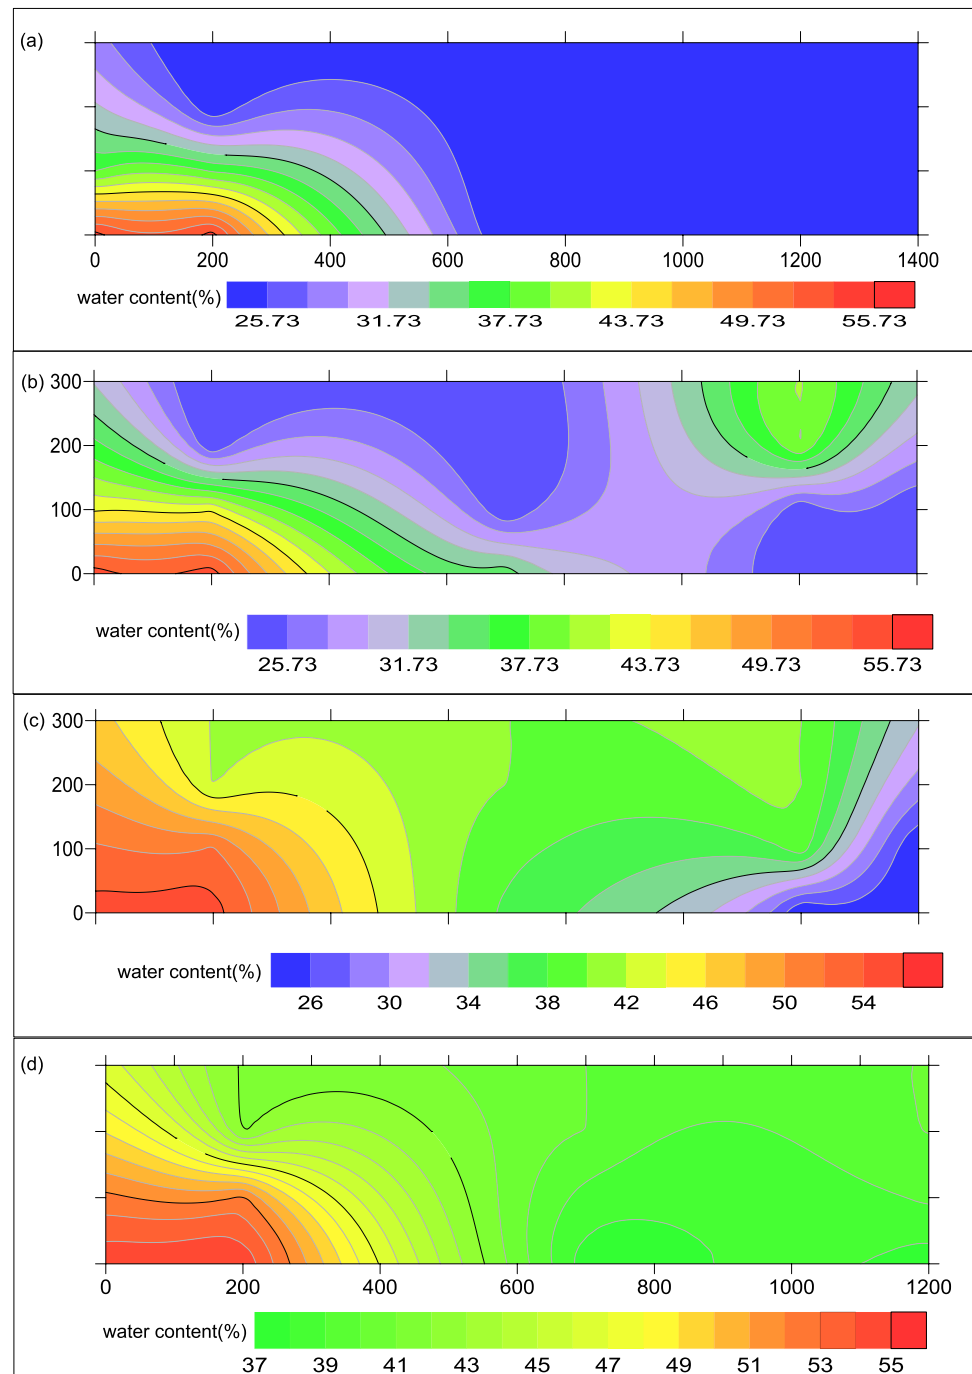 (a)
0 200 400 600 800 1000 1200 1400
water content(%)
25.73 31.73 37.73 43.73 49.73 55.73
(b)
300
200
100
0
water content(%)
25.73 31.73 37.73 43.73 49.73 55.73
(c)
300
200
100
0
water content(%)
26 30 34 38 42 46 50 54
(d)
0 200 400 600 800 1000 1200
water content(%)
37 39 41 43 45 47 49 51 53 55